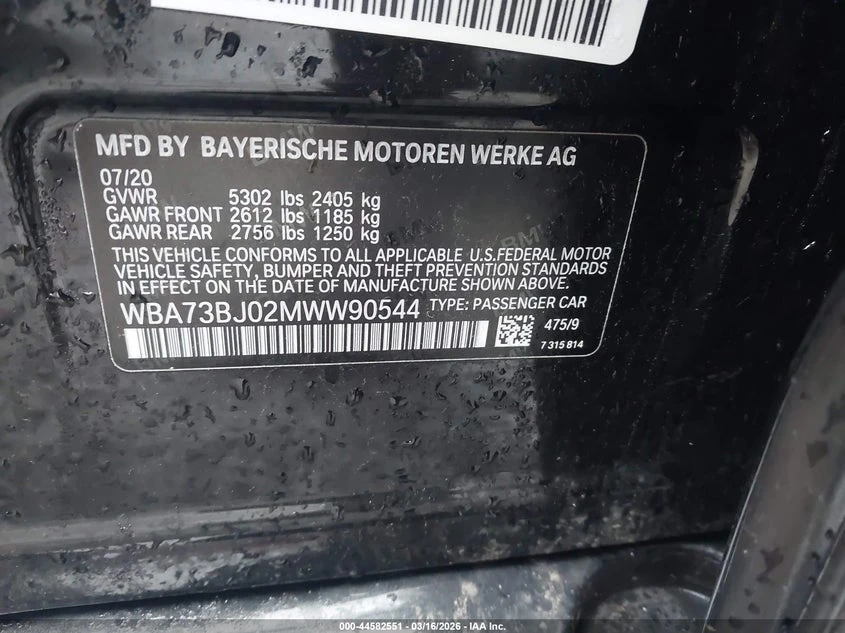 MFD BY BAYERISCHE MOTOREN WERKE AG
07/20
GVWR 5302 lbs 2405 kg
GAWR FRONT 2612 lbs 1185 kg
GAWR REAR 2756 lbs 1250 kg
THIS VEHICLE CONFORMS TO ALL APPLICABLE U.S.FEDERAL MOTOR
VEHICLE SAFETY, BUMPER AND THEFT PREVENTION STANDARDS
IN EFFECT ON THE DATE OF MANUFACTURE SHOWN ABOVE.
WBA73BJ02MWW90544 TYPE: PASSENGER CAR
475/9
7 315 814
000-44582551 | 03/16/2026 | IAA Inc.